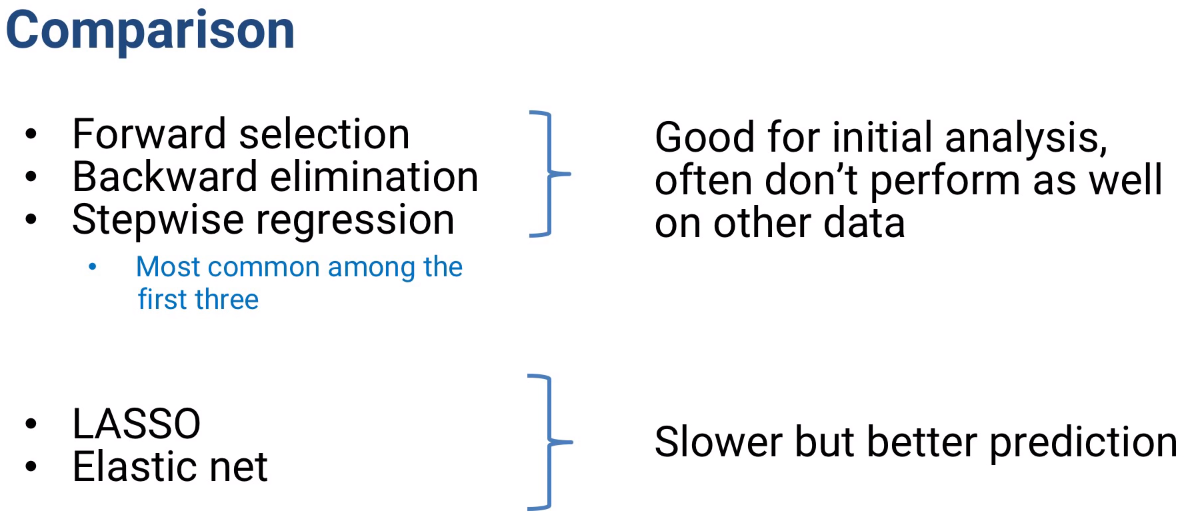 Comparison
• Forward selection
• Backward elimination
• Stepwise regression
• Most common among the
first three
Good for initial analysis,
often don’t perform as well
on other data
• LASSO
• Elastic net
Slower but better prediction